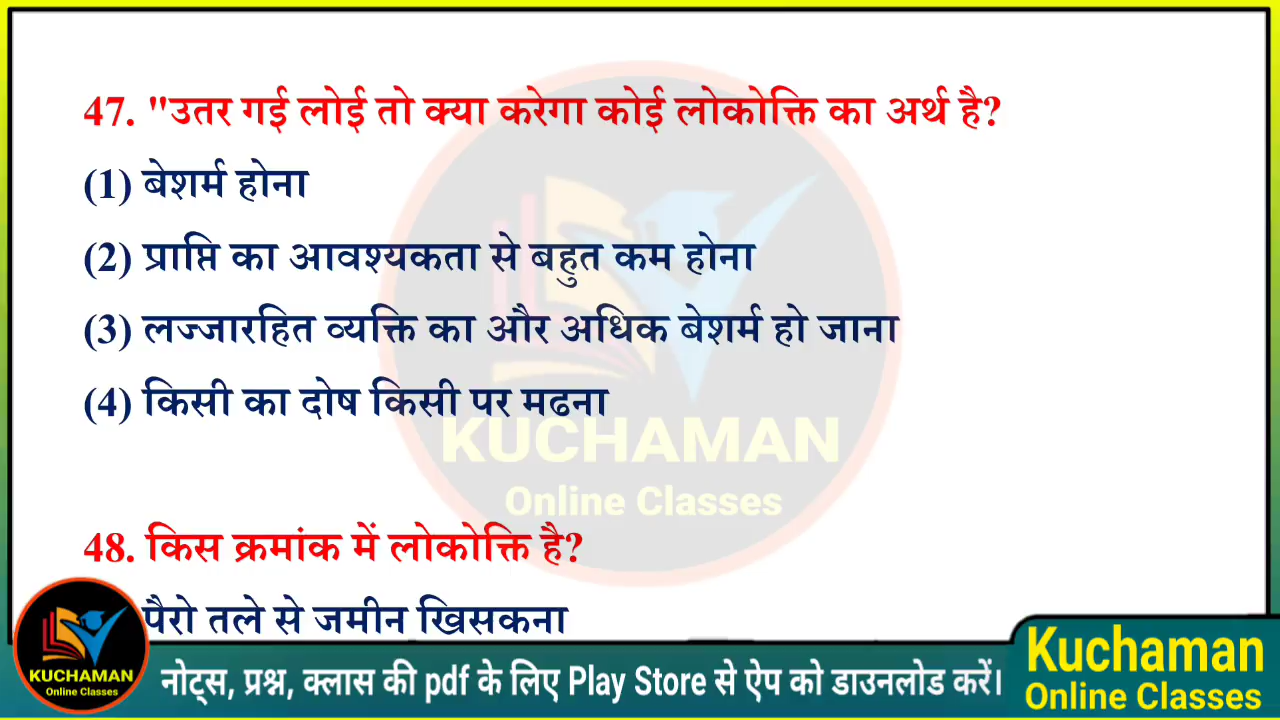 47. "उतर गई लोई तो क्या करेगा कोई लोकोक्ति का अर्थ है?
(1) बेशर्म होना
(2) प्राप्ति का आवश्यकता से बहुत कम होना
(3) लज्जारहित व्यक्ति का और अधिक बेशर्म हो जाना
(4) किसी का दोष किसी पर मढना
KUCHAMAN
Online Classes
48. किस क्रमांक में लोकोक्ति है?
पैरो तले से जमीन खिसकना
KUCHAMAN
Online Classes
नोट्स, प्रश्न, क्लास की pdf के लिए Play Store से ऐप को डाउनलोड करें।
Kuchaman
Online Classes